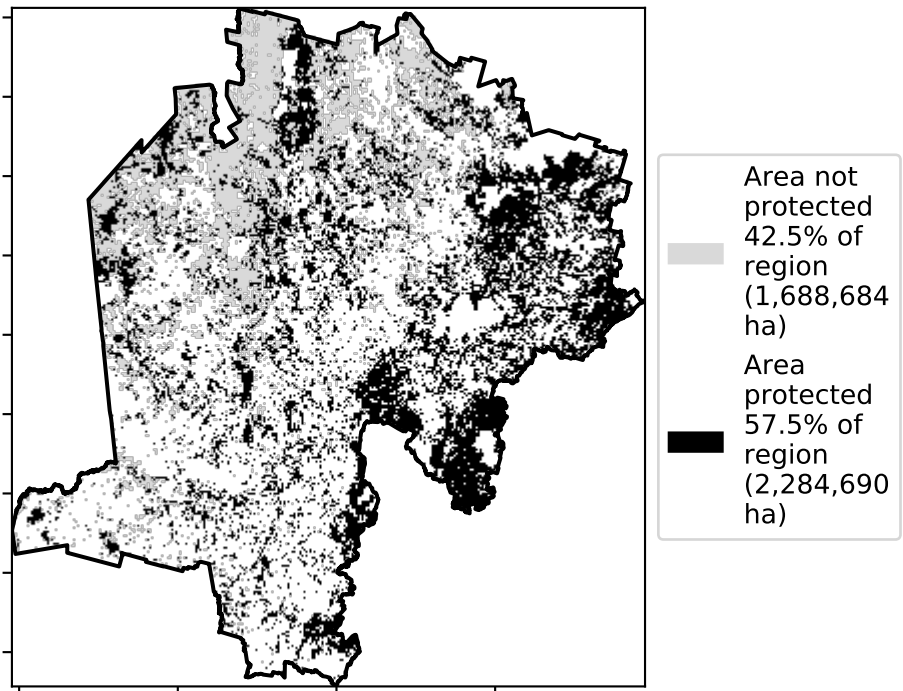 Area not
protected
42.5% of
region
(1,688,684
ha)
Area
protected
57.5% of
region
(2,284,690
ha)